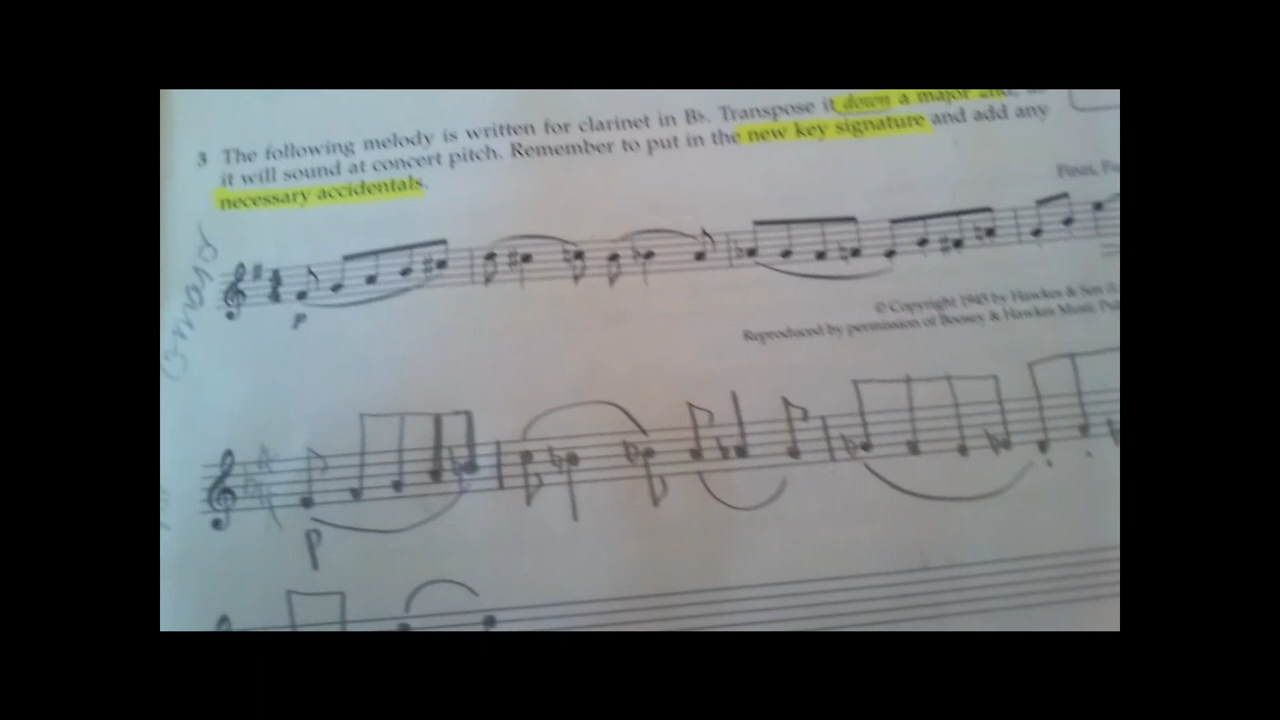 3 The following melody is written for clarinet in B♭. Transpose it down a major 2nd, as
it will sound at concert pitch. Remember to put in the new key signature and add any
necessary accidentals.
G major
p
© Copyright 1945 by Hawkes & Son
Reproduced by permission of Boosey & Hawkes Music
P